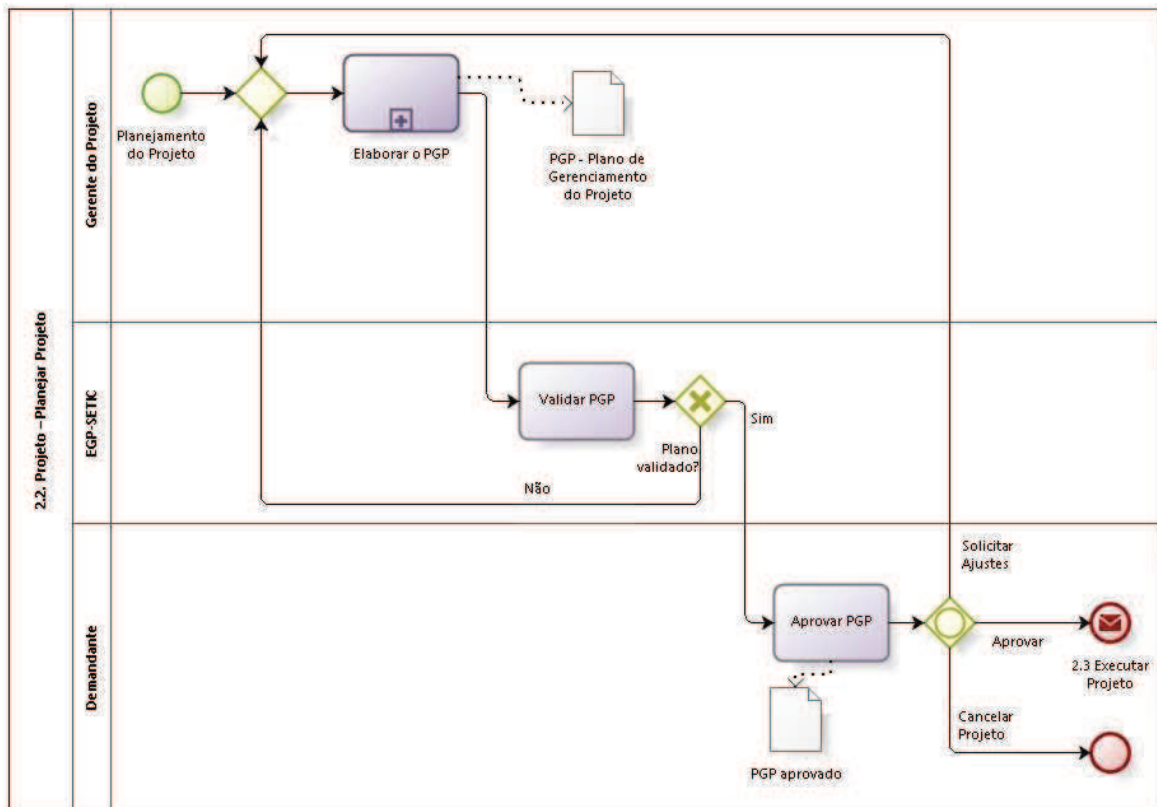 2.2. Projeto – Planejar Projeto
Gerente do Projeto
Planejamento
do Projeto
Elaborar o PGP
PGP - Plano de
Gerenciamento
do Projeto
EGP-SETIC
Validar PGP
Plano
validado?
Sim
Não
Demandante
Aprovar PGP
PGP aprovado
Solicitar
Ajustes
Aprovar
2.3 Executar
Projeto
Cancelar
Projeto